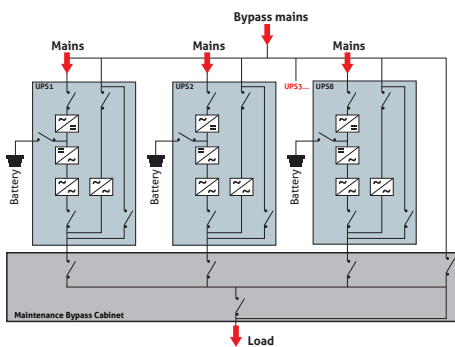 Bypass mains
Mains
Mains
Mains
UPS1
UPS2
UPS3...
UPS8
Battery
Battery
Battery
Maintenance Bypass Cabinet
Load